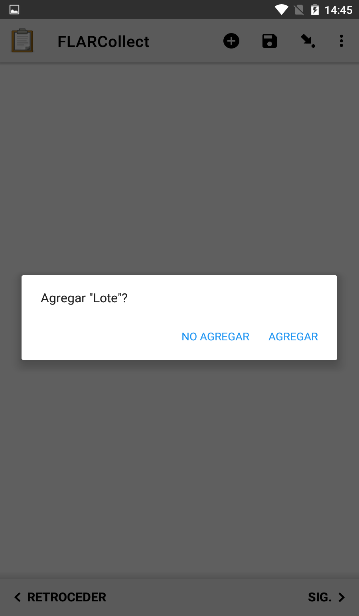 14:45
FLARCollect
Agregar "Lote"?
NO AGREGAR AGREGAR
RETROCEDER SIG.